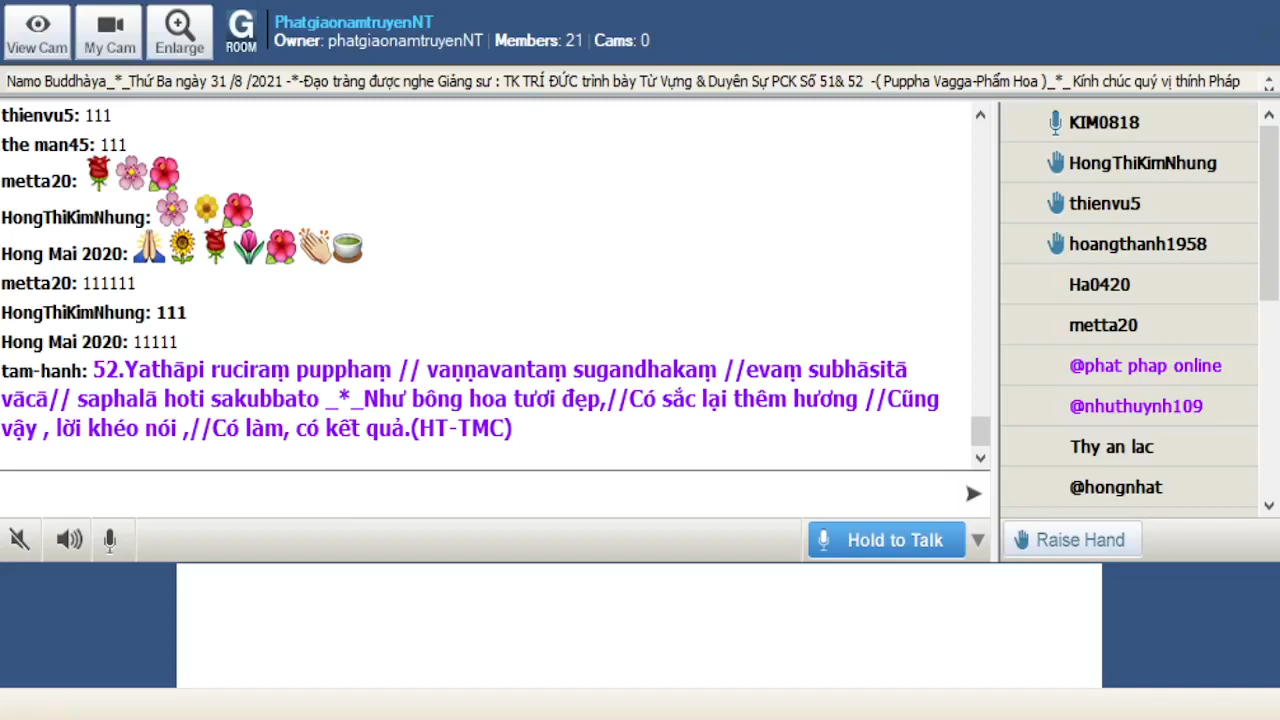 View Cam
My Cam
Enlarge
G
ROOM
PhatgiaonamtruyenNT
Owner: phatgiaonamtruyenNT | Members: 21 | Cams: 0
Namo Buddhàya_*_Thứ Ba ngày 31 /8 /2021 -*-Đạo tràng được nghe Giảng sư : TK TRÍ ĐỨC trình bày Từ Vựng & Duyên Sự PCK Số 51& 52 -( Puppha Vagga-Phẩm Hoa )_*_ Kính chúc quý vị thính Pháp
thienvu5: 111
the man45: 111
metta20:
HongThiKimNhung:
Hong Mai 2020:
metta20: 111111
HongThiKimNhung: 111
Hong Mai 2020: 11111
tam-hanh: 52.Yathāpi ruciraṃ pupphaṃ // vaṇṇavantaṃ sugandhakaṃ //evaṃ subhāsitā
vācā// saphalā hoti sakubbato _*_Như bông hoa tươi đẹp,//Có sắc lại thêm hương //Cũng
vậy , lời khéo nói ,//Có làm, có kết quả.(HT-TMC)
KIM0818
HongThiKimNhung
thienvu5
hoangthanh1958
Ha0420
metta20
@phat phap online
@nhuthuynh109
Thy an lac
@hongnhat
Hold to Talk
Raise Hand